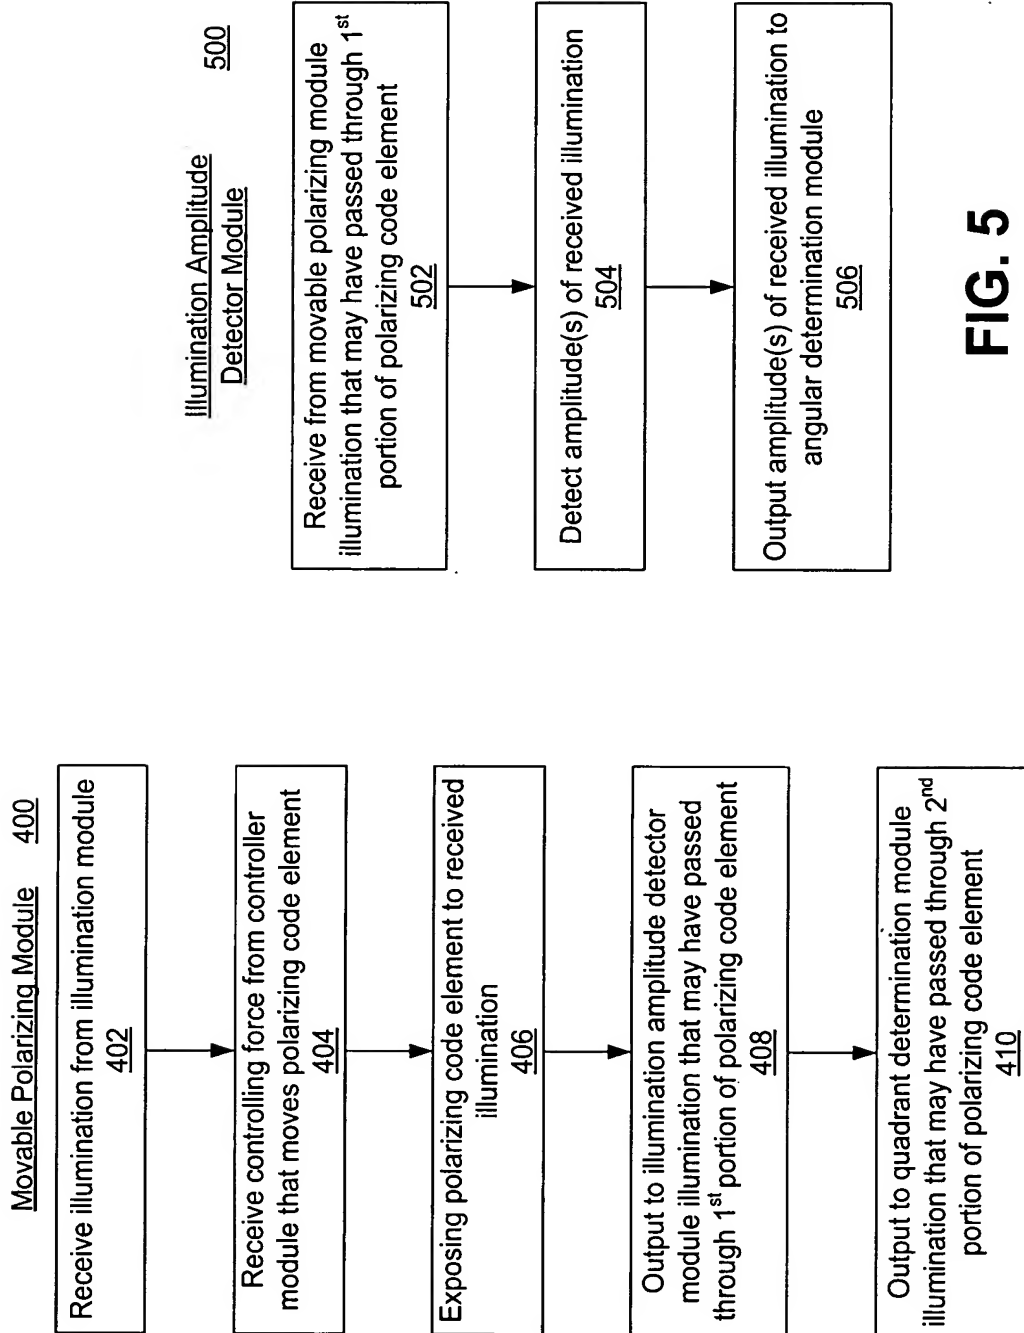 Movable Polarizing Module 400
Receive illumination from illumination module
402
Receive controlling force from controller
module that moves polarizing code element
404
Exposing polarizing code element to received
illumination
406
Output to illumination amplitude detector
module illumination that may have passed
through 1st portion of polarizing code element
408
Output to quadrant determination module
illumination that may have passed through 2nd
portion of polarizing code element
410
Illumination Amplitude
Detector Module
500
Receive from movable polarizing module
illumination that may have passed through 1st
portion of polarizing code element
502
Detect amplitude(s) of received illumination
504
Output amplitude(s) of received illumination to
angular determination module
506
FIG. 5